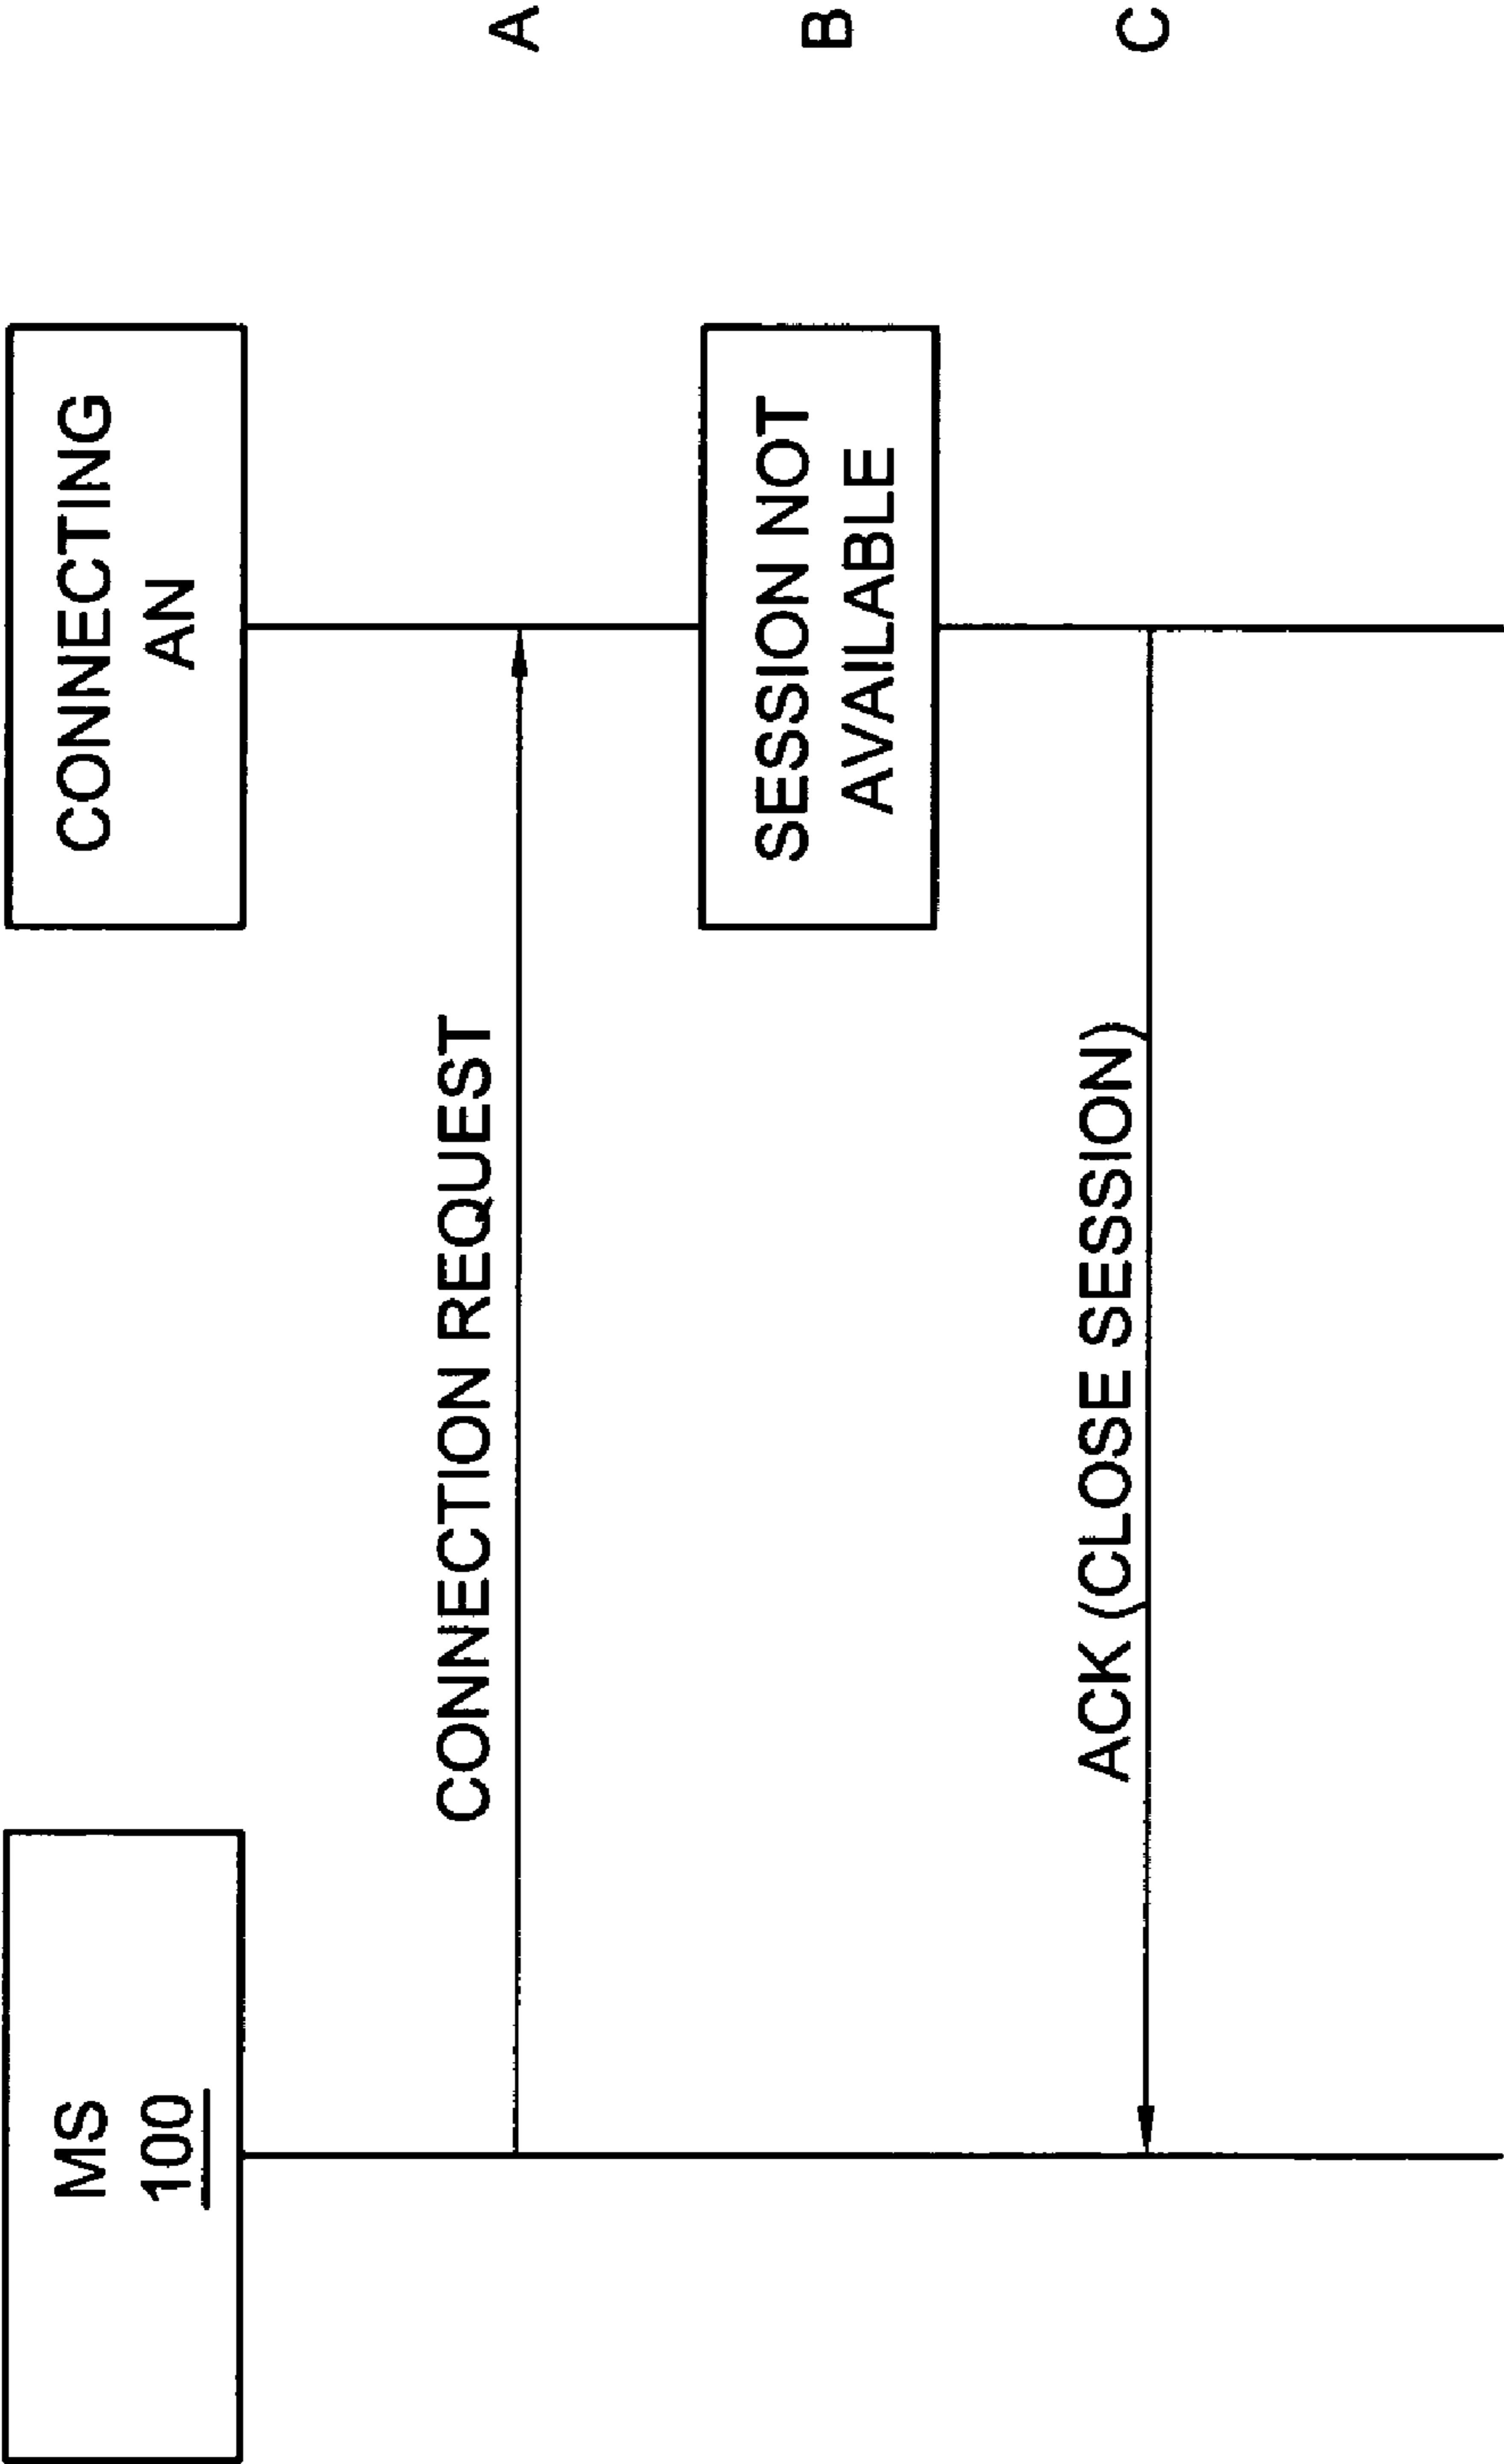 MS
100
CONNECTING
AN
CONNECTION REQUEST
A
SESSION NOT
AVAILABLE
B
ACK (CLOSE SESSION)
C